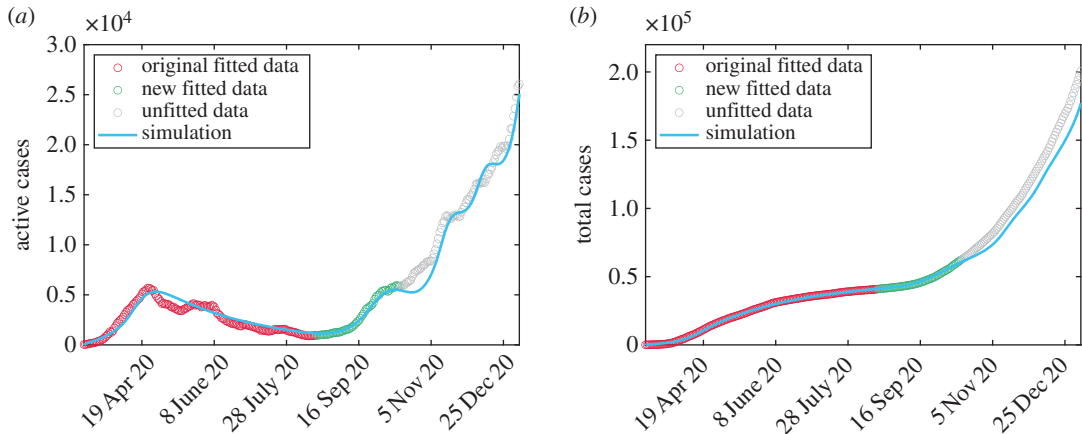 (a)
×10⁴
3.0
2.5
2.0
1.5
1.0
0.5
0
active cases
original fitted data
new fitted data
unfitted data
simulation
19 Apr 20
8 June 20
28 July 20
16 Sep 20
5 Nov 20
25 Dec 20
(b)
×10⁵
2.0
1.5
1.0
0.5
0
total cases
original fitted data
new fitted data
unfitted data
simulation
19 Apr 20
8 June 20
28 July 20
16 Sep 20
5 Nov 20
25 Dec 20